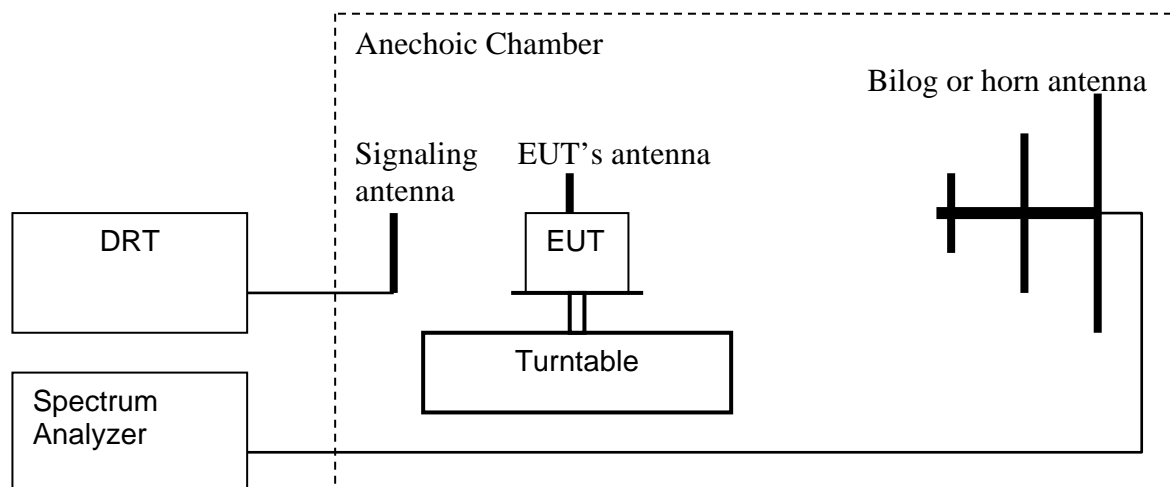 Anechoic Chamber
Bilog or horn antenna
Signaling
antenna
EUT’s antenna
DRT
EUT
Turntable
Spectrum
Analyzer